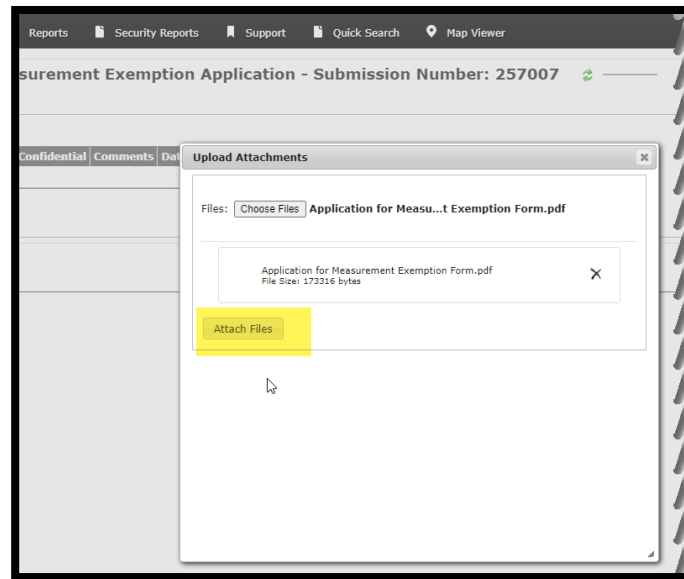 Reports Security Reports Support Quick Search Map Viewer
surement Exemption Application - Submission Number: 257007
Confidential Comments Dat
Upload Attachments
Files: Choose Files Application for Measu...t Exemption Form.pdf
Application for Measurement Exemption Form.pdf
File Size: 173316 bytes
Attach Files